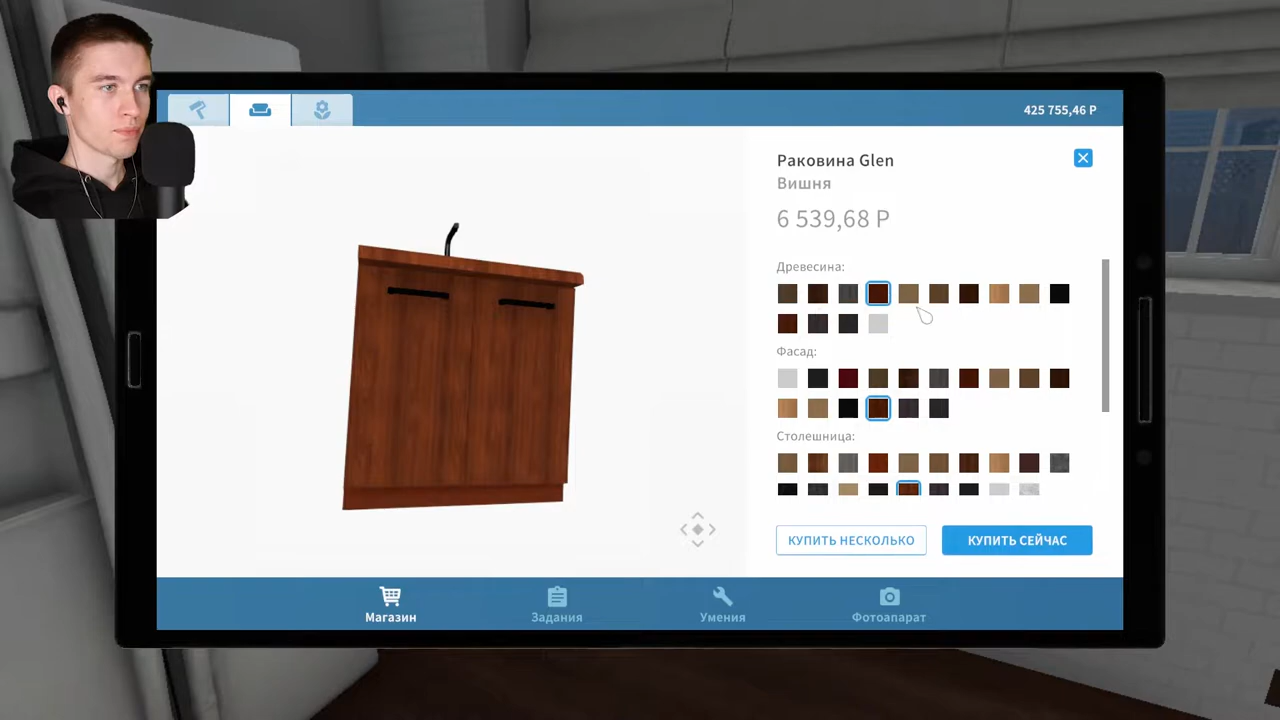 425 755,46 Р
Раковина Glen
Вишня
6 539,68 Р
Древесина:
Фасад:
Столешница:
КУПИТЬ НЕСКОЛЬКО
КУПИТЬ СЕЙЧАС
Магазин
Задания
Умения
Фотоапарат